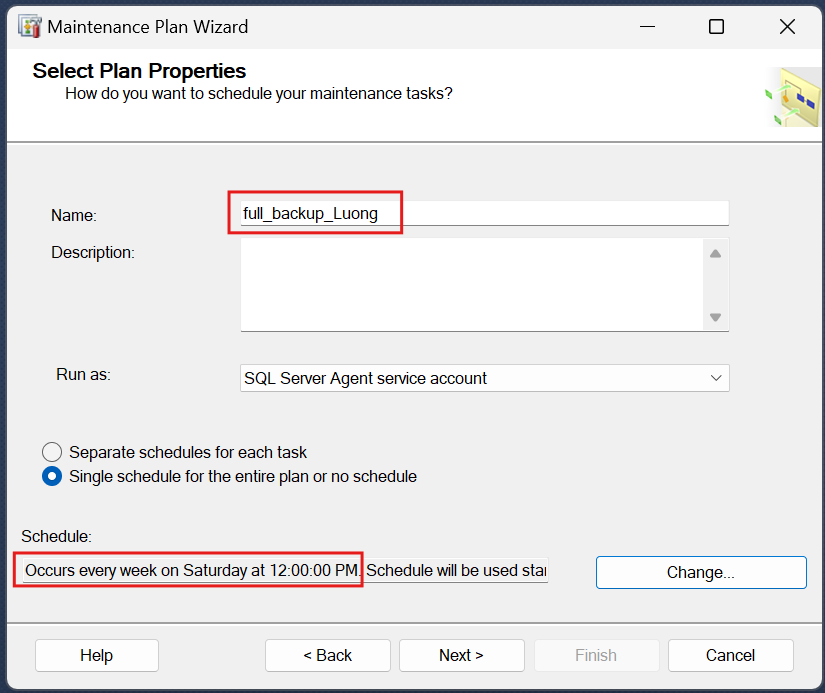 Maintenance Plan Wizard
Select Plan Properties
How do you want to schedule your maintenance tasks?
Name:
full_backup_Luong
Description:
Run as:
SQL Server Agent service account
Separate schedules for each task
Single schedule for the entire plan or no schedule
Schedule:
Occurs every week on Saturday at 12:00:00 PM. Schedule will be used
Change...
Help
< Back
Next >
Finish
Cancel